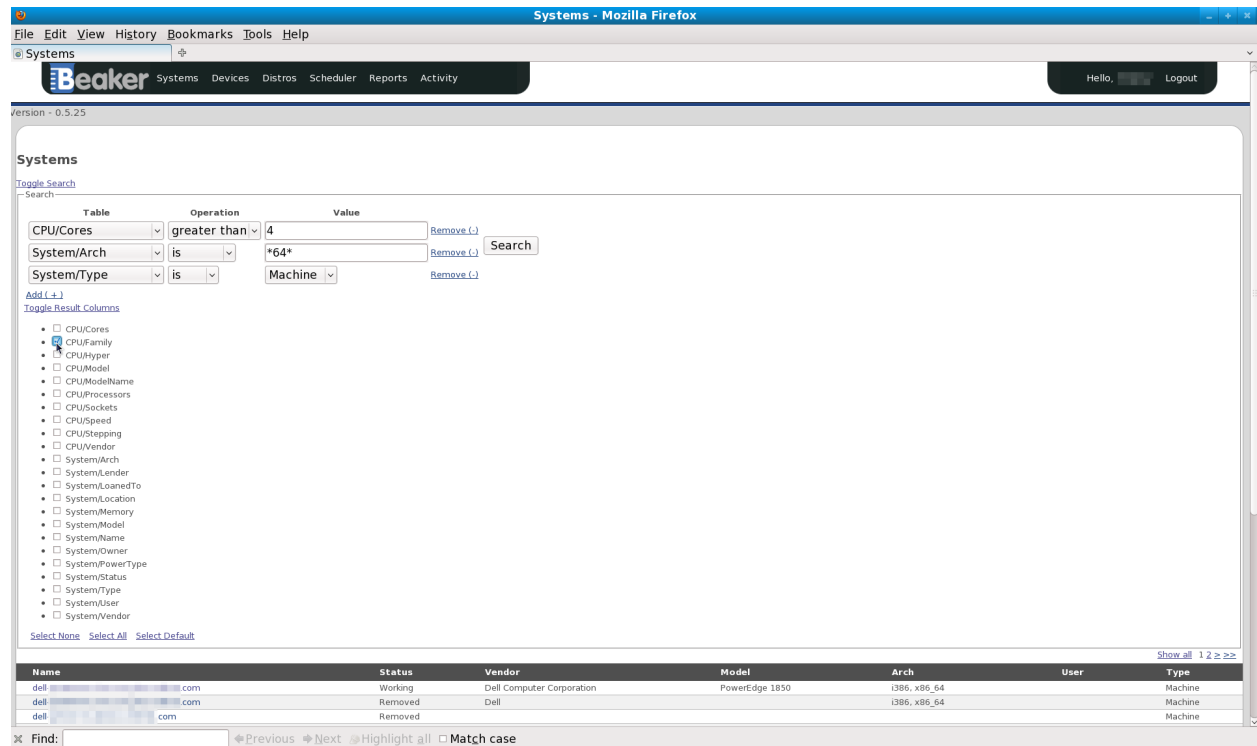 Systems - Mozilla Firefox
File Edit View History Bookmarks Tools Help
Systems
Beaker Systems Devices Distros Scheduler Reports Activity Hello, Logout
Version - 0.5.25
Systems
Toggle Search
Search
Table Operation Value
CPU/Cores greater than 4 Remove (-)
Search
System/Arch is *64* Remove (-)
System/Type is Machine Remove (-)
Add ( + )
Toggle Result Columns
CPU/Cores
CPU/Family
CPU/Hyper
CPU/Model
CPU/ModelName
CPU/Processors
CPU/Sockets
CPU/Speed
CPU/Stepping
CPU/Vendor
System/Arch
System/Lender
System/LoanedTo
System/Location
System/Memory
System/Model
System/Name
System/Owner
System/PowerType
System/Status
System/Type
System/User
System/Vendor
Select None Select All Select Default
Show all 1 2 > >>
Name Status Vendor Model Arch User Type
dell- .com Working Dell Computer Corporation PowerEdge 1850 i386, x86_64 Machine
dell- .com Removed Dell i386, x86_64 Machine
dell- .com Removed Machine
Find: Previous Next Highlight all Match case